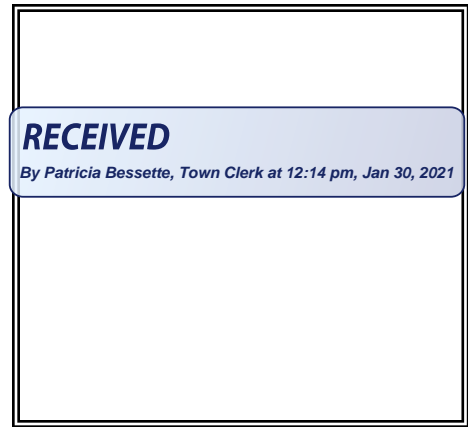 RECEIVED
By Patricia Bessette, Town Clerk at 12:14 pm, Jan 30, 2021